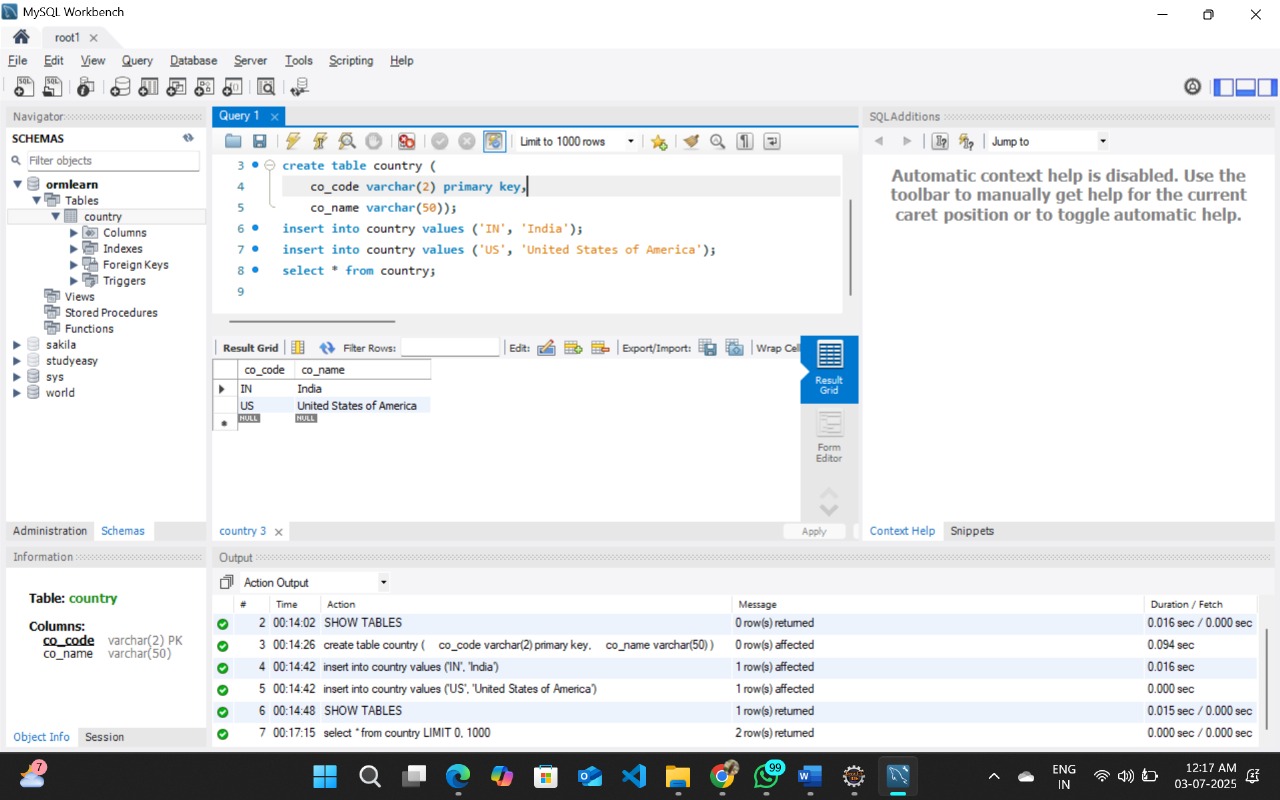 MySQL Workbench
root1
File Edit View Query Database Server Tools Scripting Help
Navigator
SCHEMAS
Filter objects
ormlearn
Tables
country
Columns
Indexes
Foreign Keys
Triggers
Views
Stored Procedures
Functions
sakila
studyeasy
sys
world
Administration Schemas
Information
Table: country
Columns:
co_code varchar(2) PK
co_name varchar(50)
Object Info Session
Query 1
Limit to 1000 rows
3 create table country (
4 co_code varchar(2) primary key,
5 co_name varchar(50));
6 insert into country values ('IN', 'India');
7 insert into country values ('US', 'United States of America');
8 select * from country;
9
Result Grid Filter Rows: Edit: Export/Import: Wrap Cell
co_code co_name
IN India
US United States of America
NULL NULL
Result
Grid
Form
Editor
country 3 Apply
SQLAdditions
Jump to
Automatic context help is disabled. Use the
toolbar to manually get help for the current
caret position or to toggle automatic help.
Context Help Snippets
Output
Action Output
# Time Action Message Duration / Fetch
2 00:14:02 SHOW TABLES 0 row(s) returned 0.016 sec / 0.000 sec
3 00:14:26 create table country ( co_code varchar(2) primary key, co_name varchar(50) ) 0 row(s) affected 0.094 sec
4 00:14:42 insert into country values ('IN', 'India') 1 row(s) affected 0.016 sec
5 00:14:42 insert into country values ('US', 'United States of America') 1 row(s) affected 0.000 sec
6 00:14:48 SHOW TABLES 1 row(s) returned 0.015 sec / 0.000 sec
7 00:17:15 select * from country LIMIT 0, 1000 2 row(s) returned 0.000 sec / 0.000 sec
7
99
ENG
IN
12:17 AM
03-07-2025